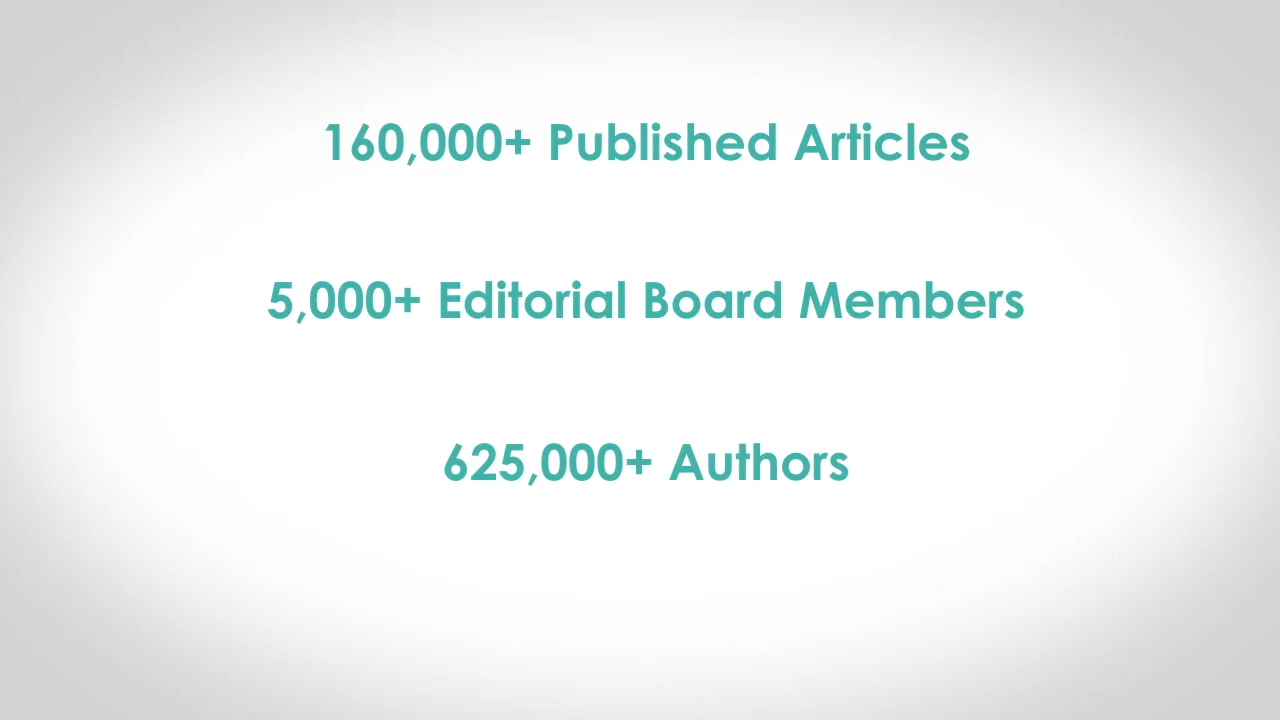 160,000+ Published Articles
5,000+ Editorial Board Members
625,000+ Authors